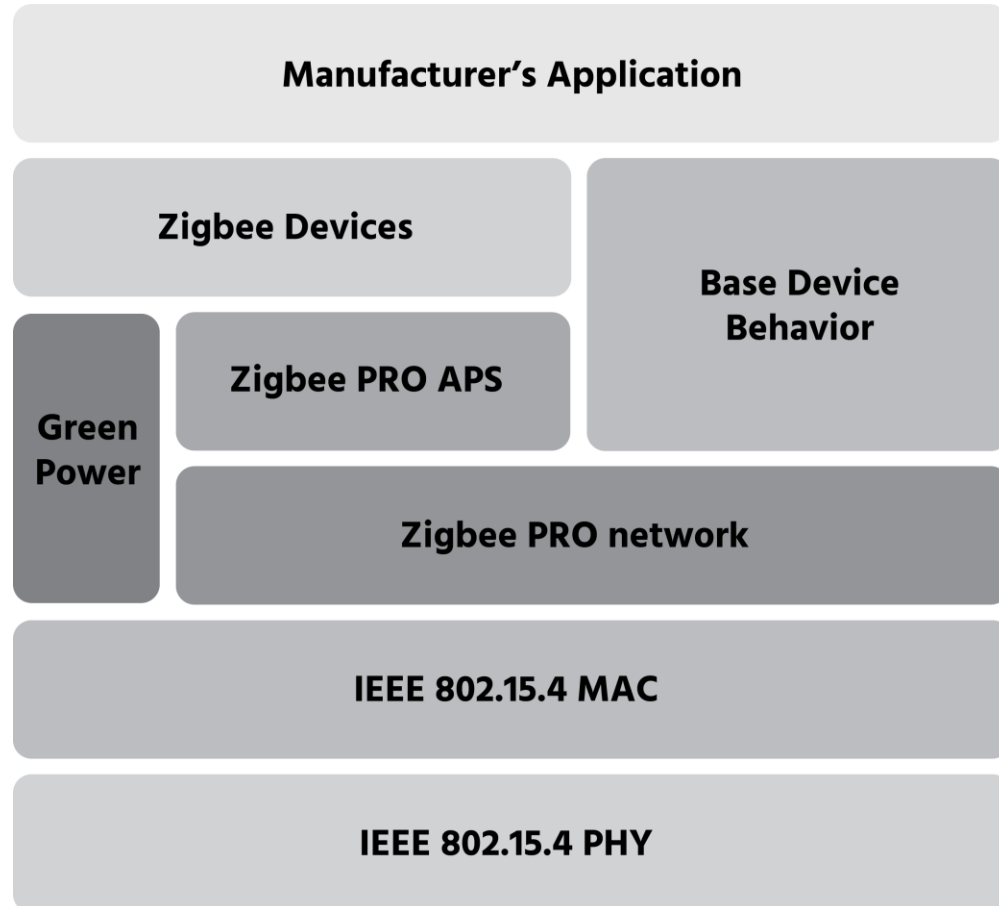 Manufacturer’s Application
Zigbee Devices
Base Device
Behavior
Zigbee PRO APS
Green
Power
Zigbee PRO network
IEEE 802.15.4 MAC
IEEE 802.15.4 PHY